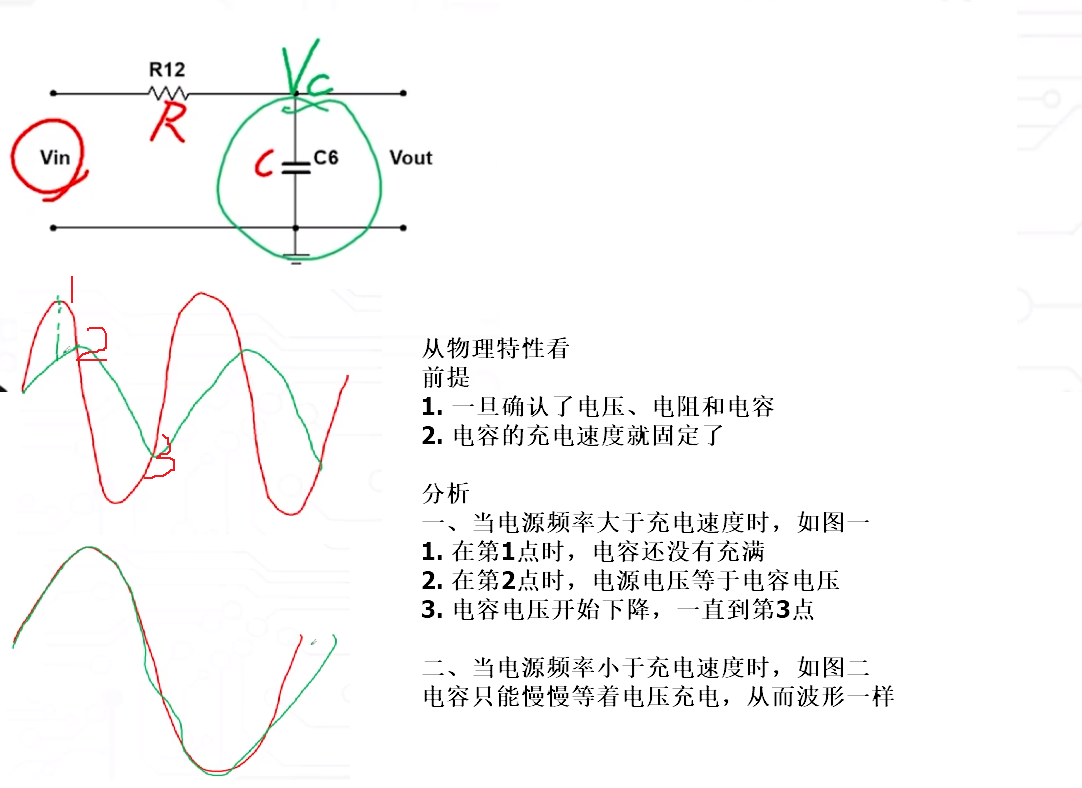 R12
Vc
R
Vin
C
C6
Vout
1
2
3
3
从物理特性看
前提
1. 一旦确认了电压、电阻和电容
2. 电容的充电速度就固定了
分析
一、当电源频率大于充电速度时，如图一
1. 在第1点时，电容还没有充满
2. 在第2点时，电源电压等于电容电压
3. 电容电压开始下降，一直到第3点
二、当电源频率小于充电速度时，如图二
电容只能慢慢等着电压充电，从而波形一样